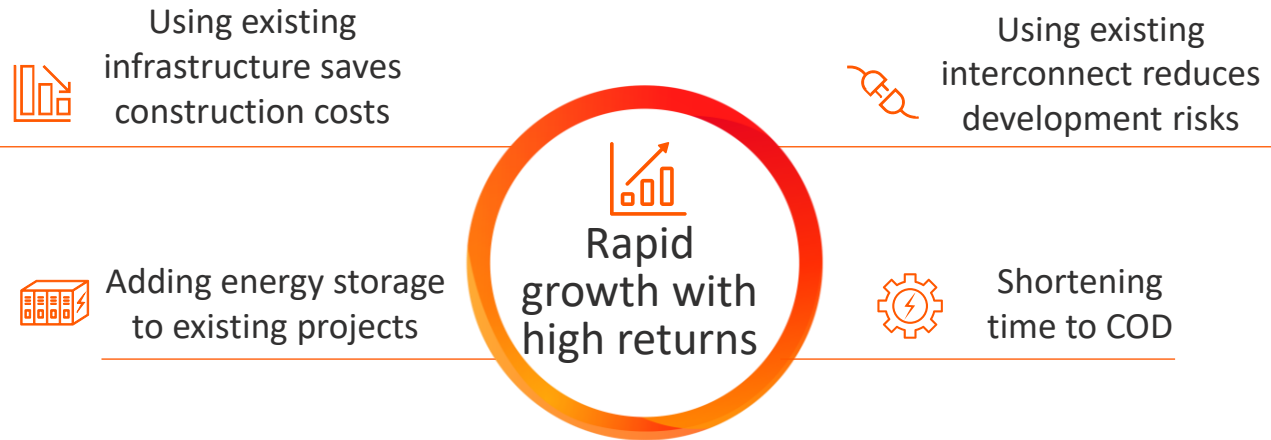 Using existing
infrastructure saves
construction costs
Using existing
interconnect reduces
development risks
Rapid
growth with
high returns
Adding energy storage
to existing projects
Shortening
time to COD